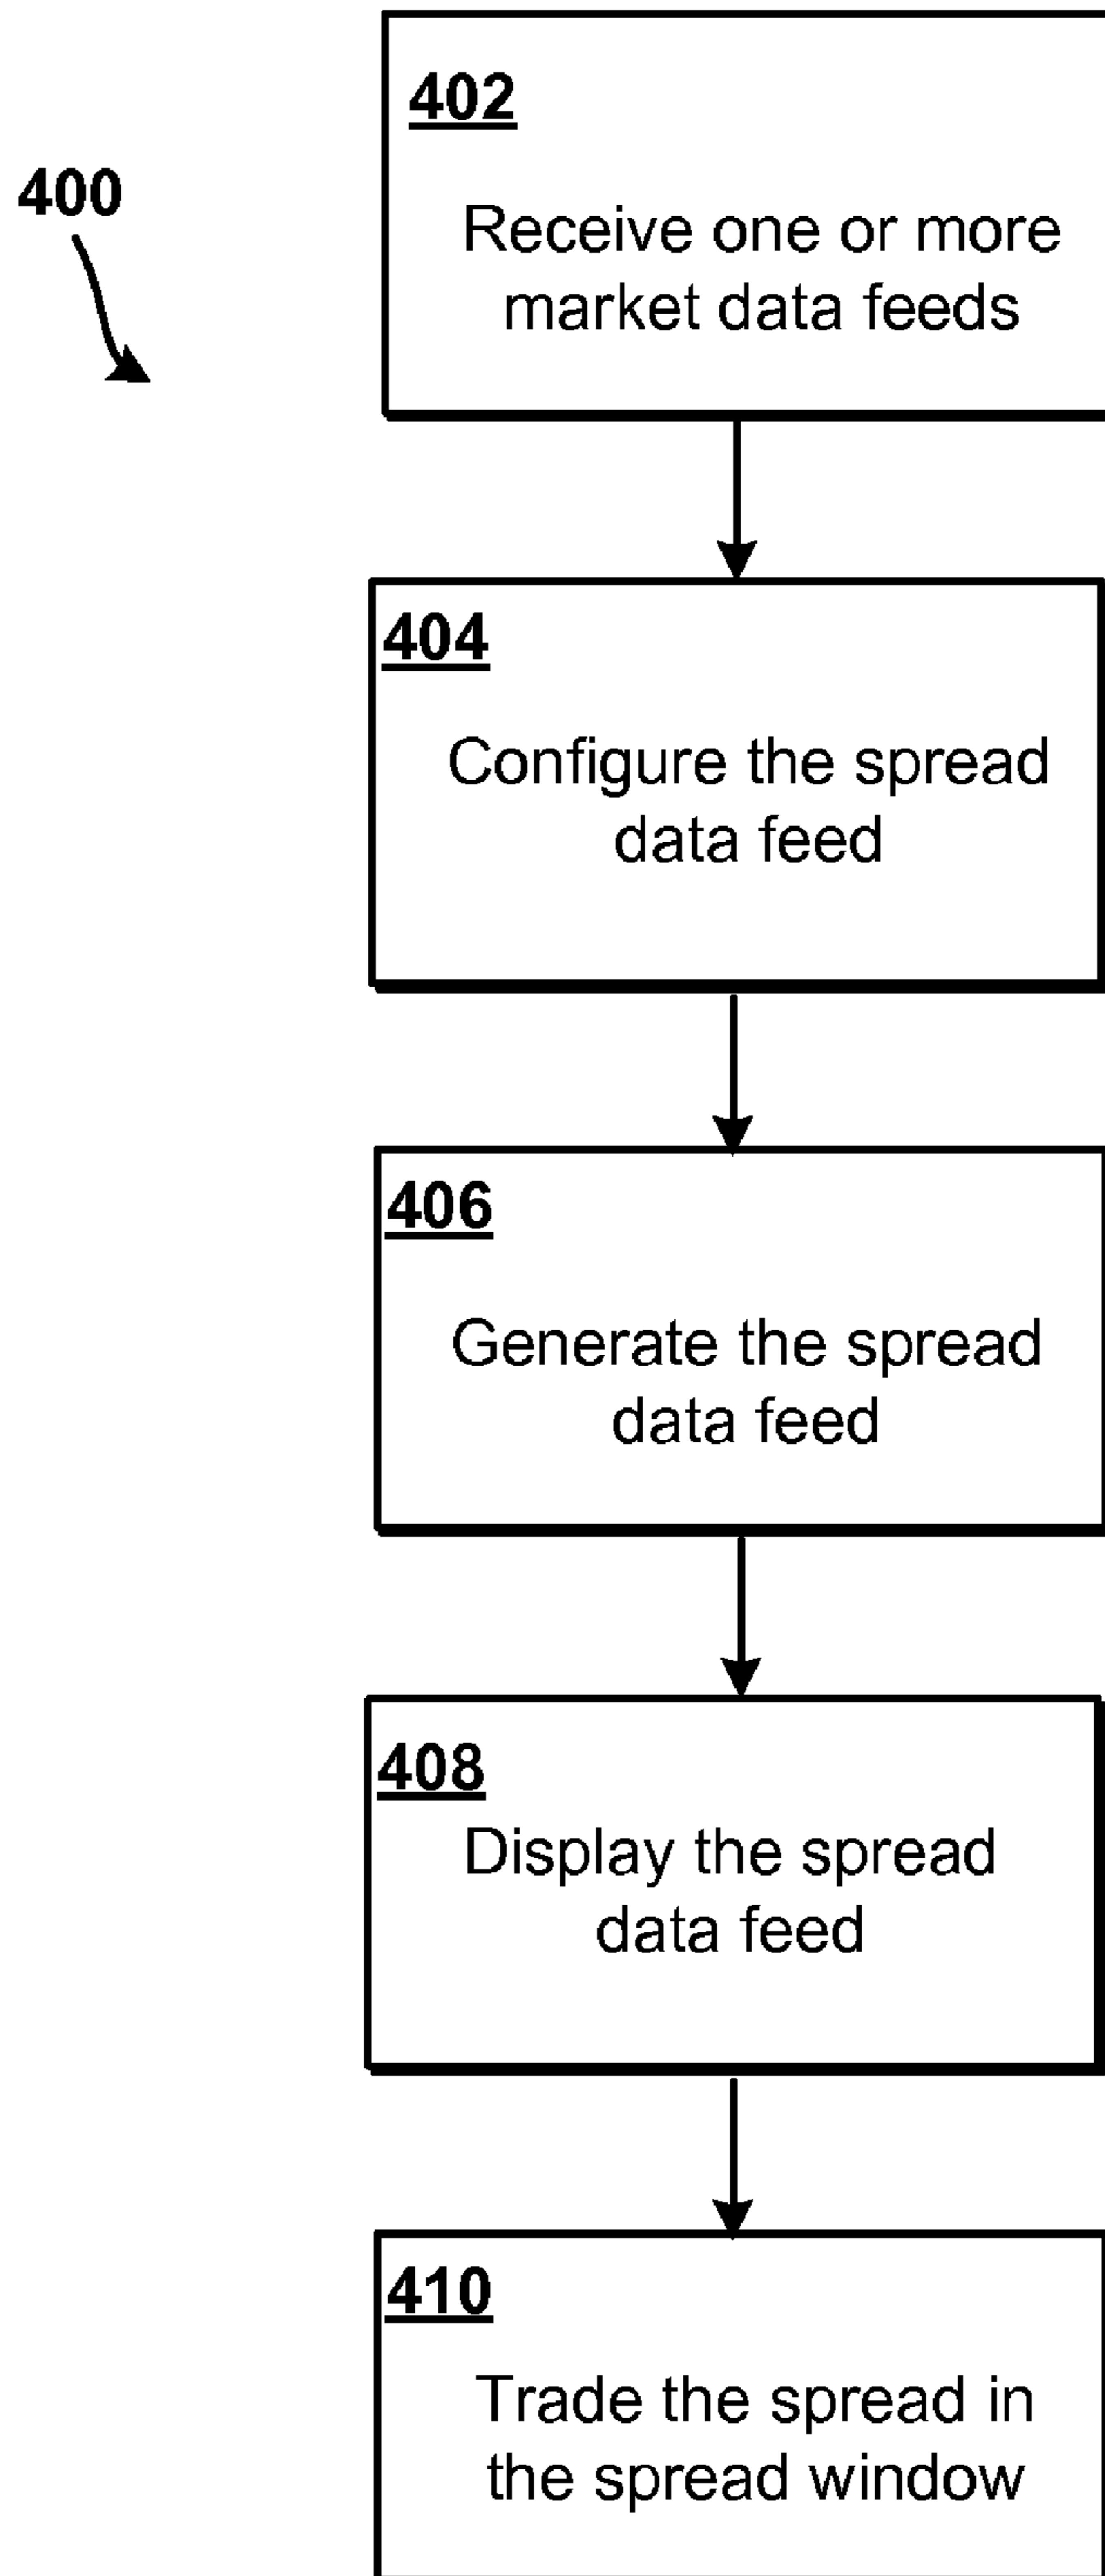 402
400
Receive one or more
market data feeds
404
Configure the spread
data feed
406
Generate the spread
data feed
408
Display the spread
data feed
410
Trade the spread in
the spread window